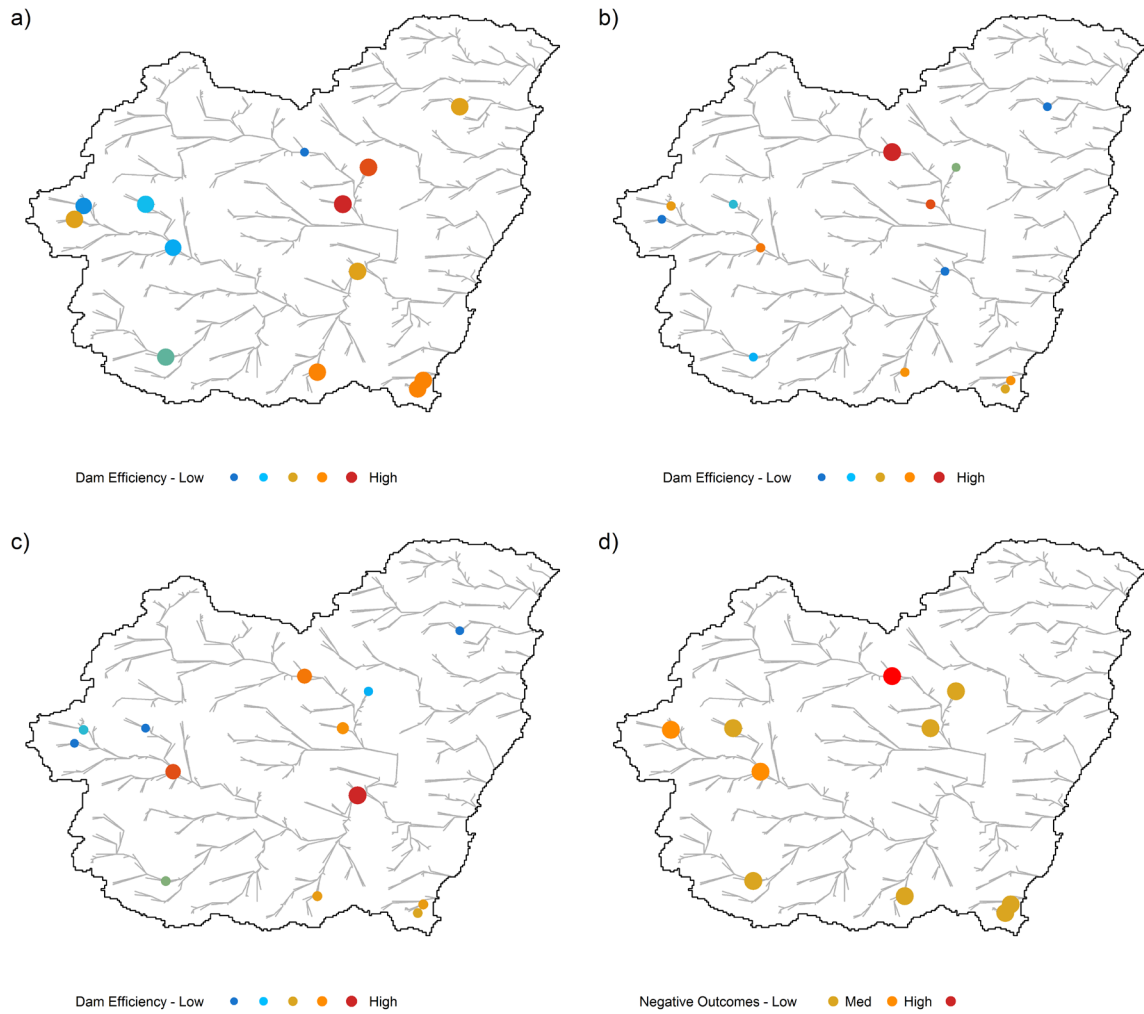 a)
b)
Dam Efficiency - Low High
Dam Efficiency - Low High
c)
d)
Dam Efficiency - Low High
Negative Outcomes - Low Med High